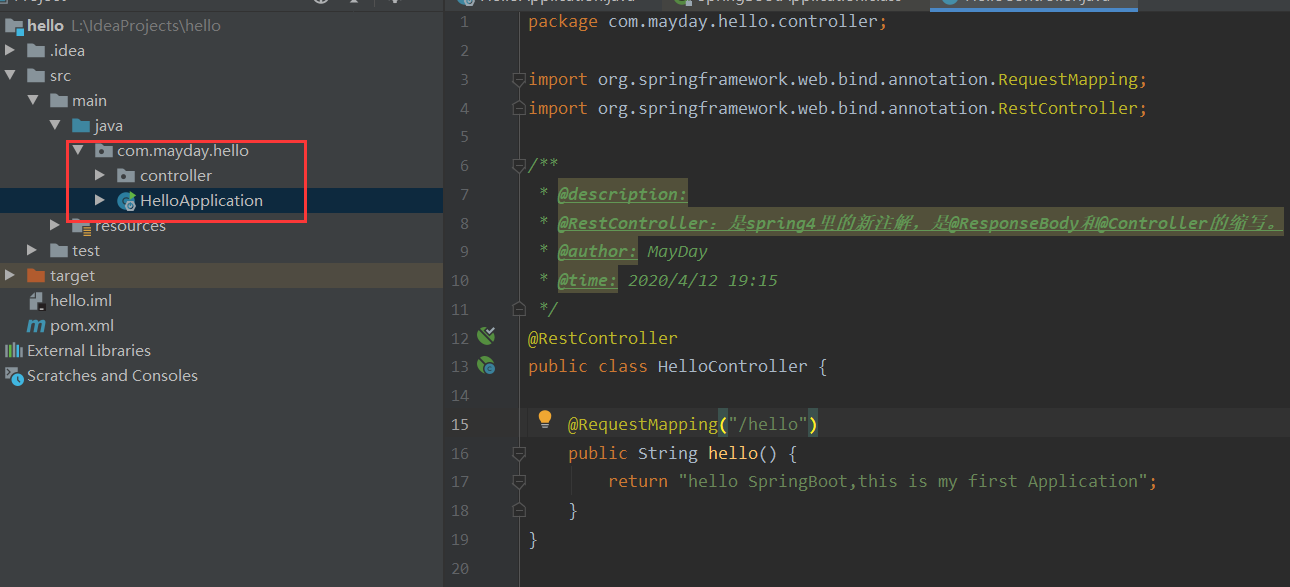 hello L:\IdeaProjects\hello
.idea
src
main
java
com.mayday.hello
controller
HelloApplication
resources
test
target
hello.iml
pom.xml
External Libraries
Scratches and Consoles
1 package com.mayday.hello.controller;
2
3 import org.springframework.web.bind.annotation.RequestMapping;
4 import org.springframework.web.bind.annotation.RestController;
5
6 /**
7 * @description:
8 * @RestController：是spring4里的新注解，是@ResponseBody和@Controller的缩写。
9 * @author: MayDay
10 * @time: 2020/4/12 19:15
11 */
12 @RestController
13 public class HelloController {
14
15 @RequestMapping("/hello")
16 public String hello() {
17 return "hello SpringBoot,this is my first Application";
18 }
19 }
20